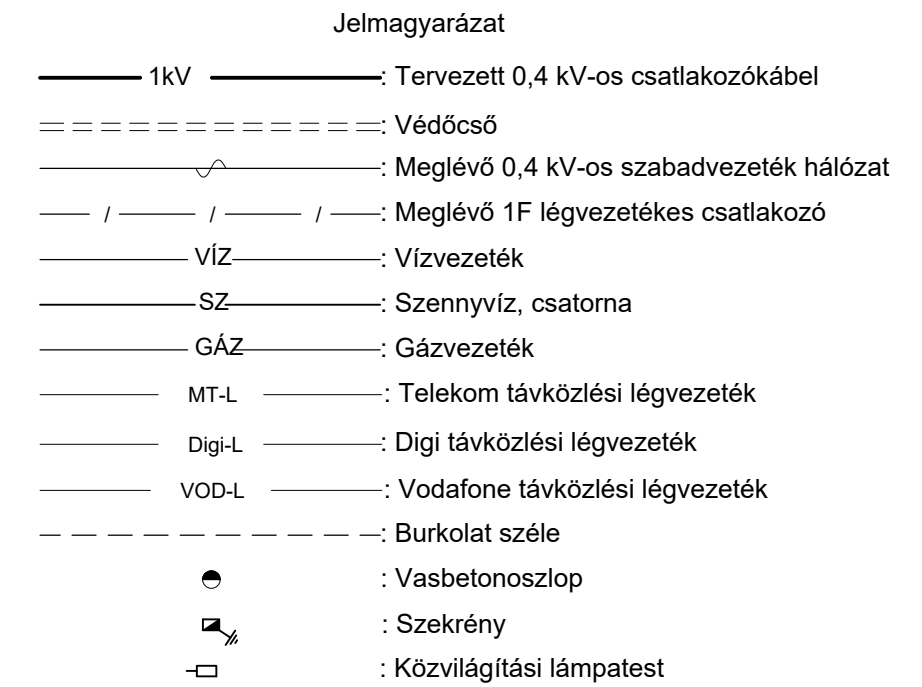 Jelmagyarázat
1kV : Tervezett 0,4 kV-os csatlakozókábel
: Védőcső
: Meglévő 0,4 kV-os szabadvezeték hálózat
/ / / : Meglévő 1F légvezetékes csatlakozó
VÍZ : Vízvezeték
SZ : Szennyvíz, csatorna
GÁZ : Gázvezeték
MT-L : Telekom távközlési légvezeték
Digi-L : Digi távközlési légvezeték
VOD-L : Vodafone távközlési légvezeték
: Burkolat széle
: Vasbetonoszlop
: Szekrény
: Közvilágítási lámpatest